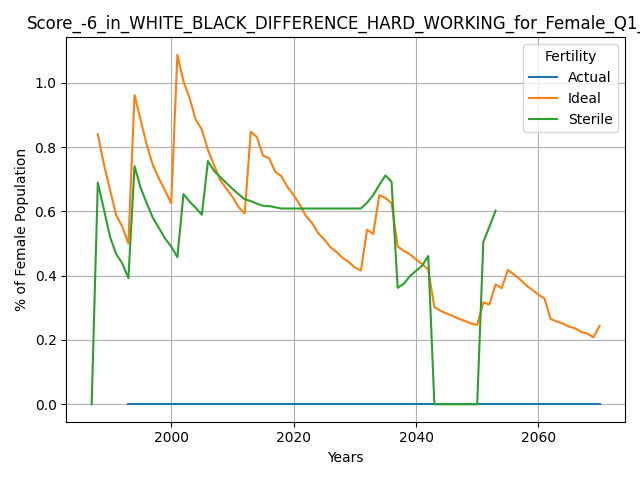 Score_-6_in_WHITE_BLACK_DIFFERENCE_HARD_WORKING_for_Female_Q1_
Fertility
Actual
Ideal
Sterile
% of Female Population
1.0
0.8
0.6
0.4
0.2
0.0
2000 2020 2040 2060
Years